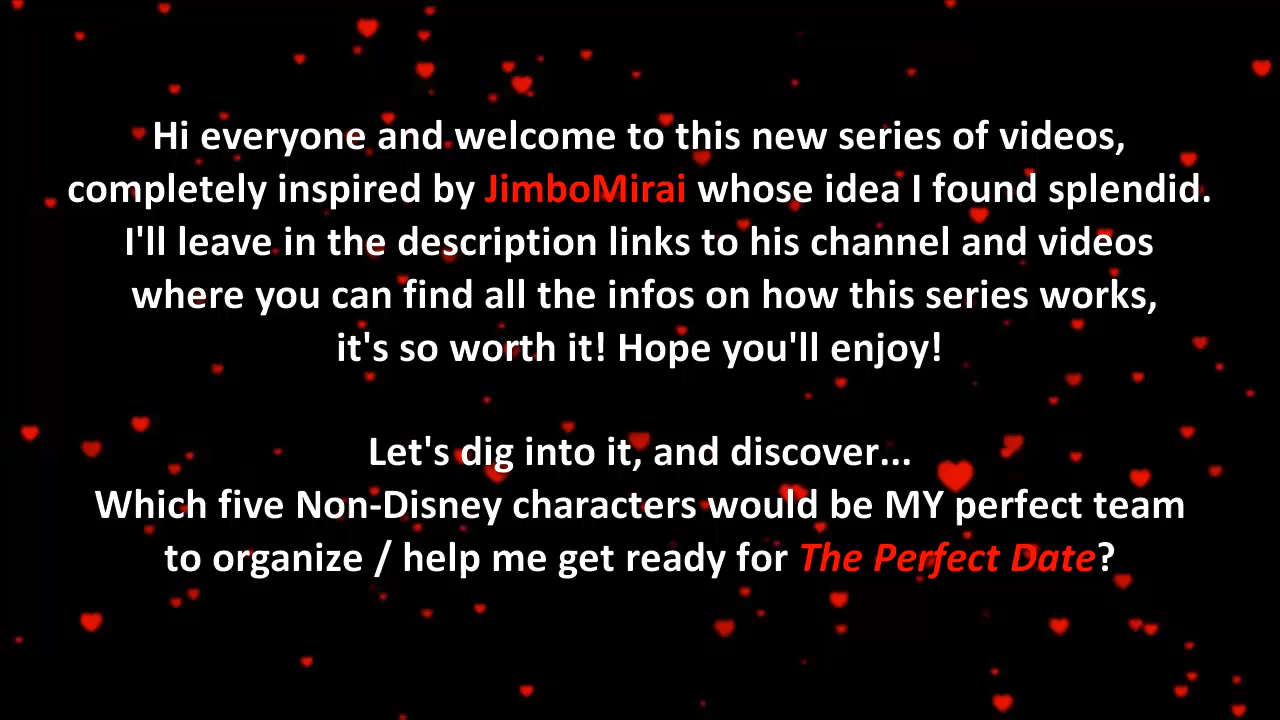 Hi everyone and welcome to this new series of videos,
completely inspired by JimboMirai whose idea I found splendid.
I'll leave in the description links to his channel and videos
where you can find all the infos on how this series works,
it's so worth it! Hope you'll enjoy!
Let's dig into it, and discover...
Which five Non-Disney characters would be MY perfect team
to organize / help me get ready for The Perfect Date?